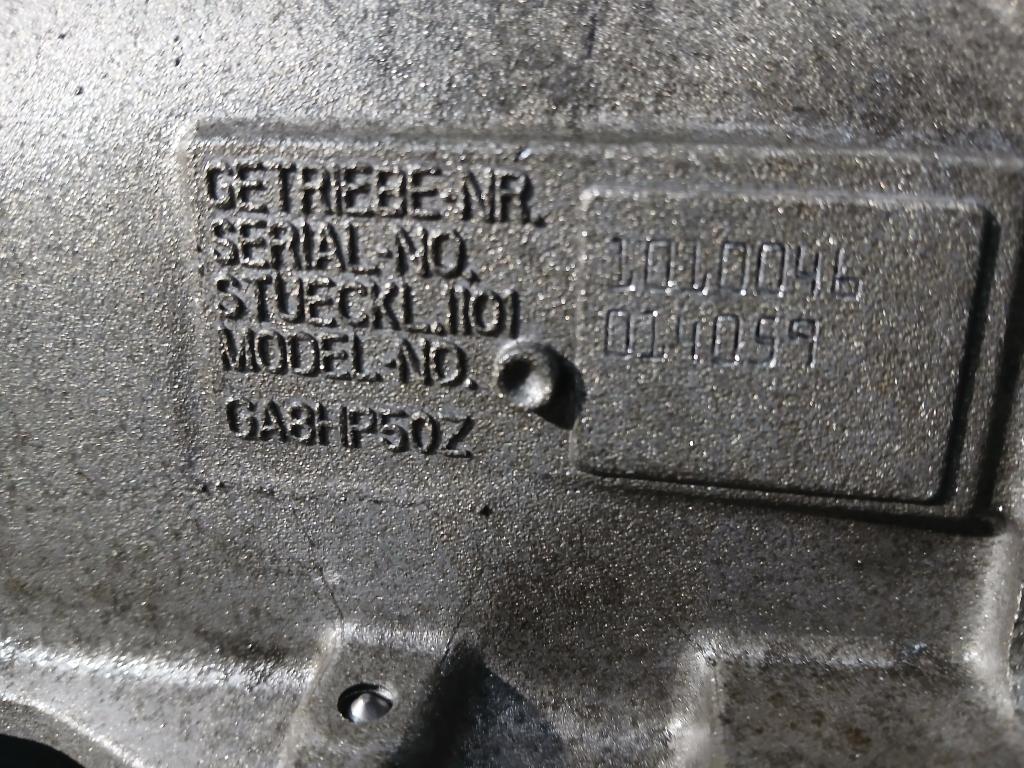 GETRIEBE-NR.
SERIAL-NO.
STUECKL.1101
MODEL-NO.
GA8HP50Z
1010046
014059